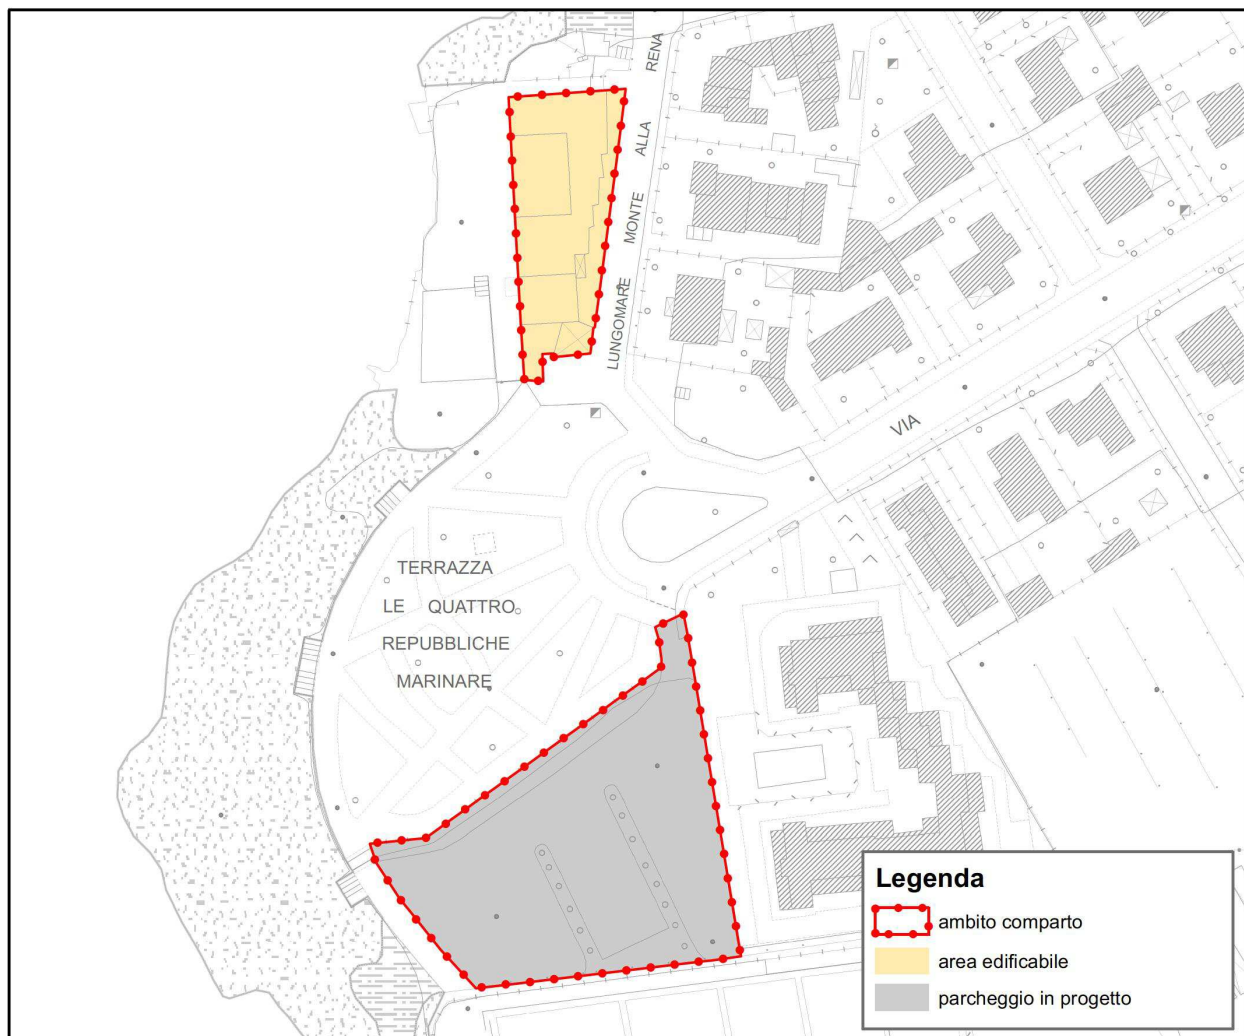 LUNGOMARE MONTE ALLA RENA
VIA
TERRAZZA
LE QUATTRO
REPUBBLICHE
MARINARE
Legenda
ambito comparto
area edificabile
parcheggio in progetto